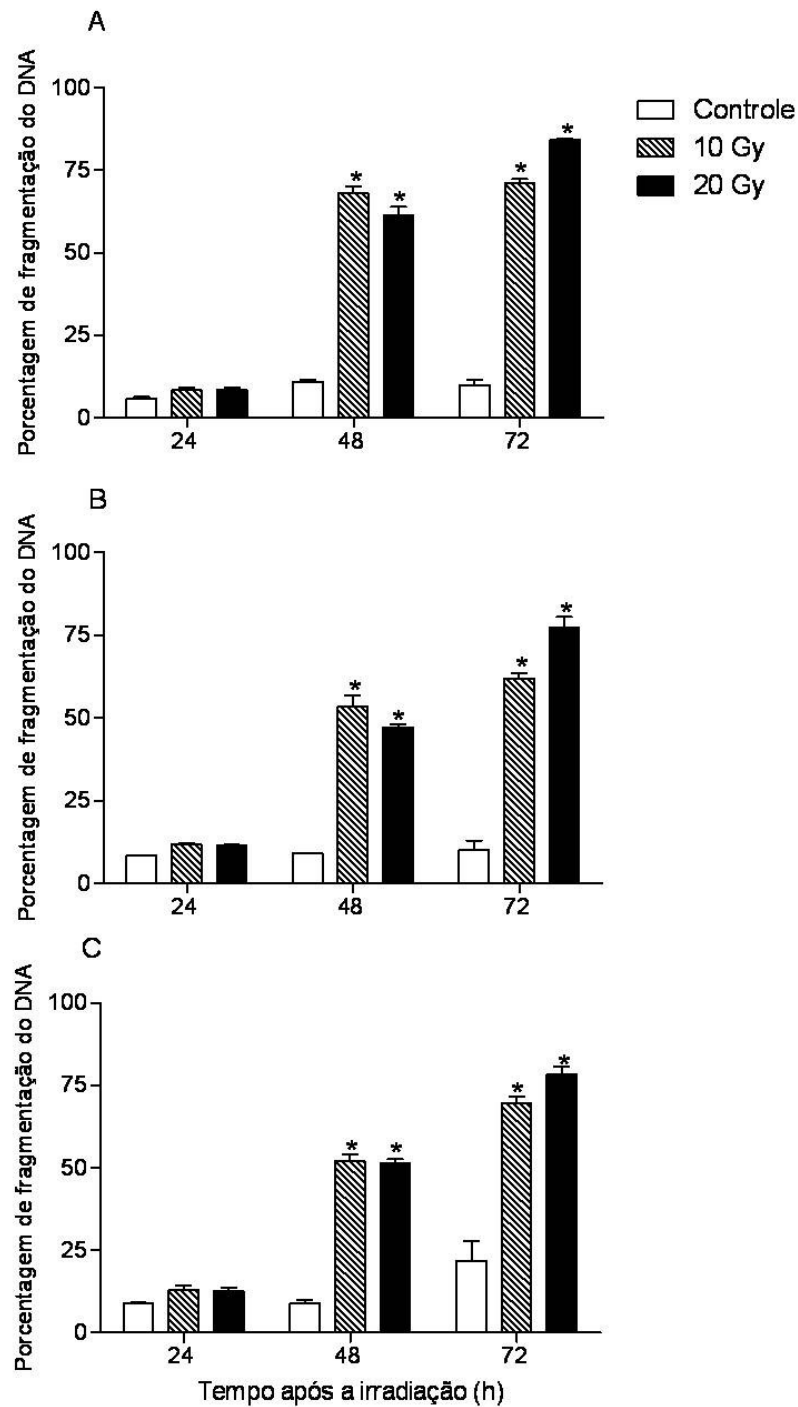 A
Porcentagem de fragmentação do DNA
100
75
50
25
0
* * * *
24 48 72
Controle
10 Gy
20 Gy
B
Porcentagem de fragmentação do DNA
100
75
50
25
0
* * * *
24 48 72
C
Porcentagem de fragmentação do DNA
100
75
50
25
0
* * * *
24 48 72
Tempo após a irradiação (h)